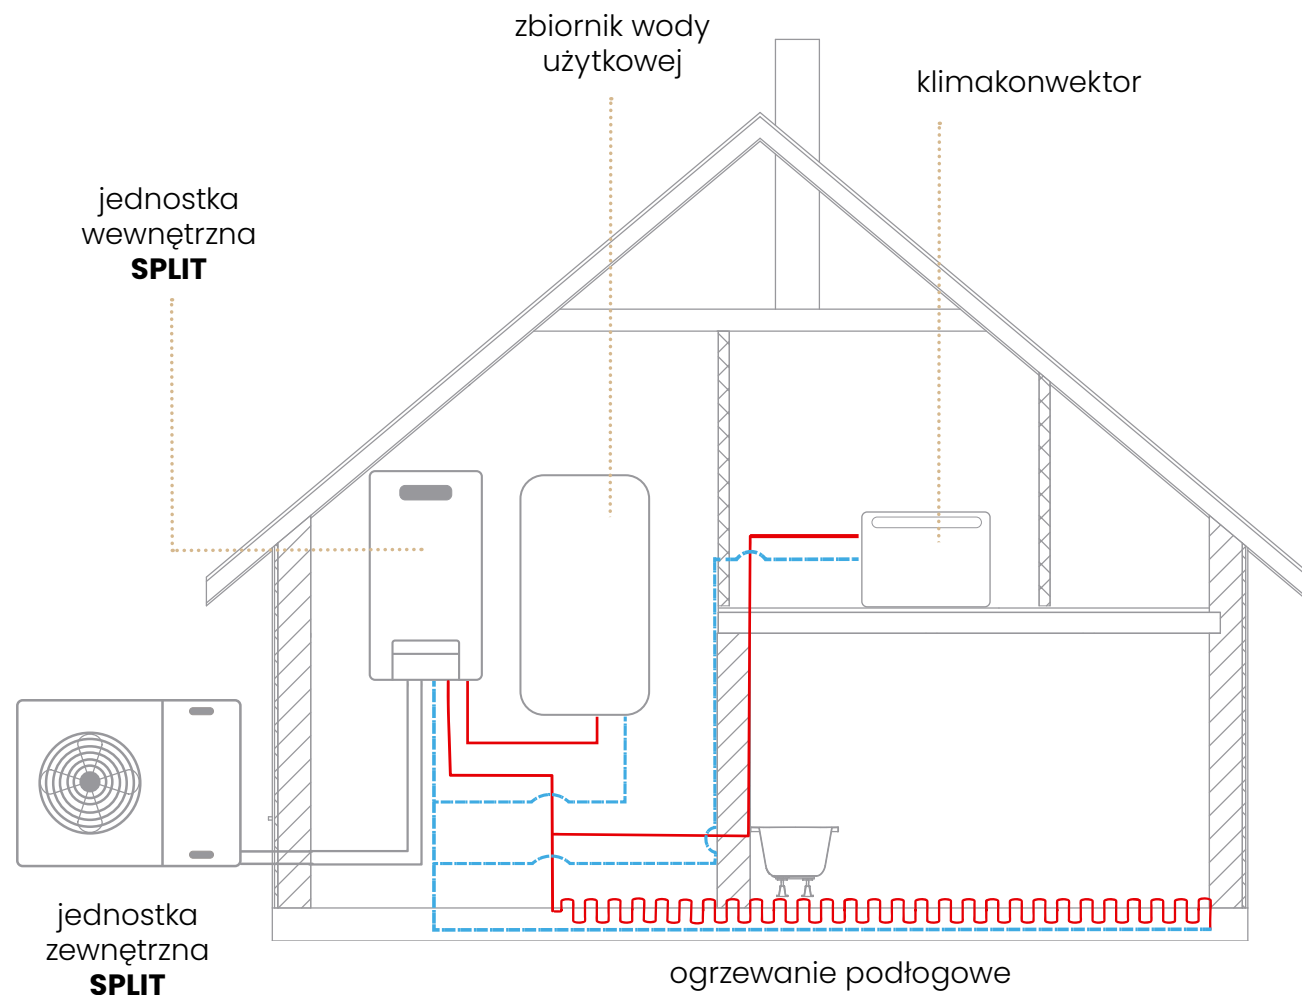 zbiornik wody
użytkowej
klimakonwektor
jednostka
wewnętrzna
SPLIT
jednostka
zewnętrzna
SPLIT
ogrzewanie podłogowe